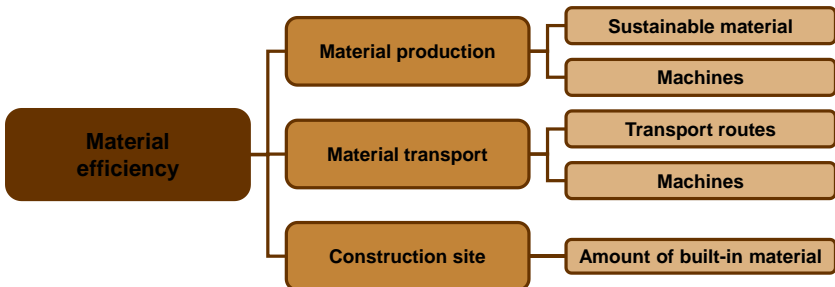 Material
efficiency
Material production
Sustainable material
Machines
Material transport
Transport routes
Machines
Construction site
Amount of built-in material